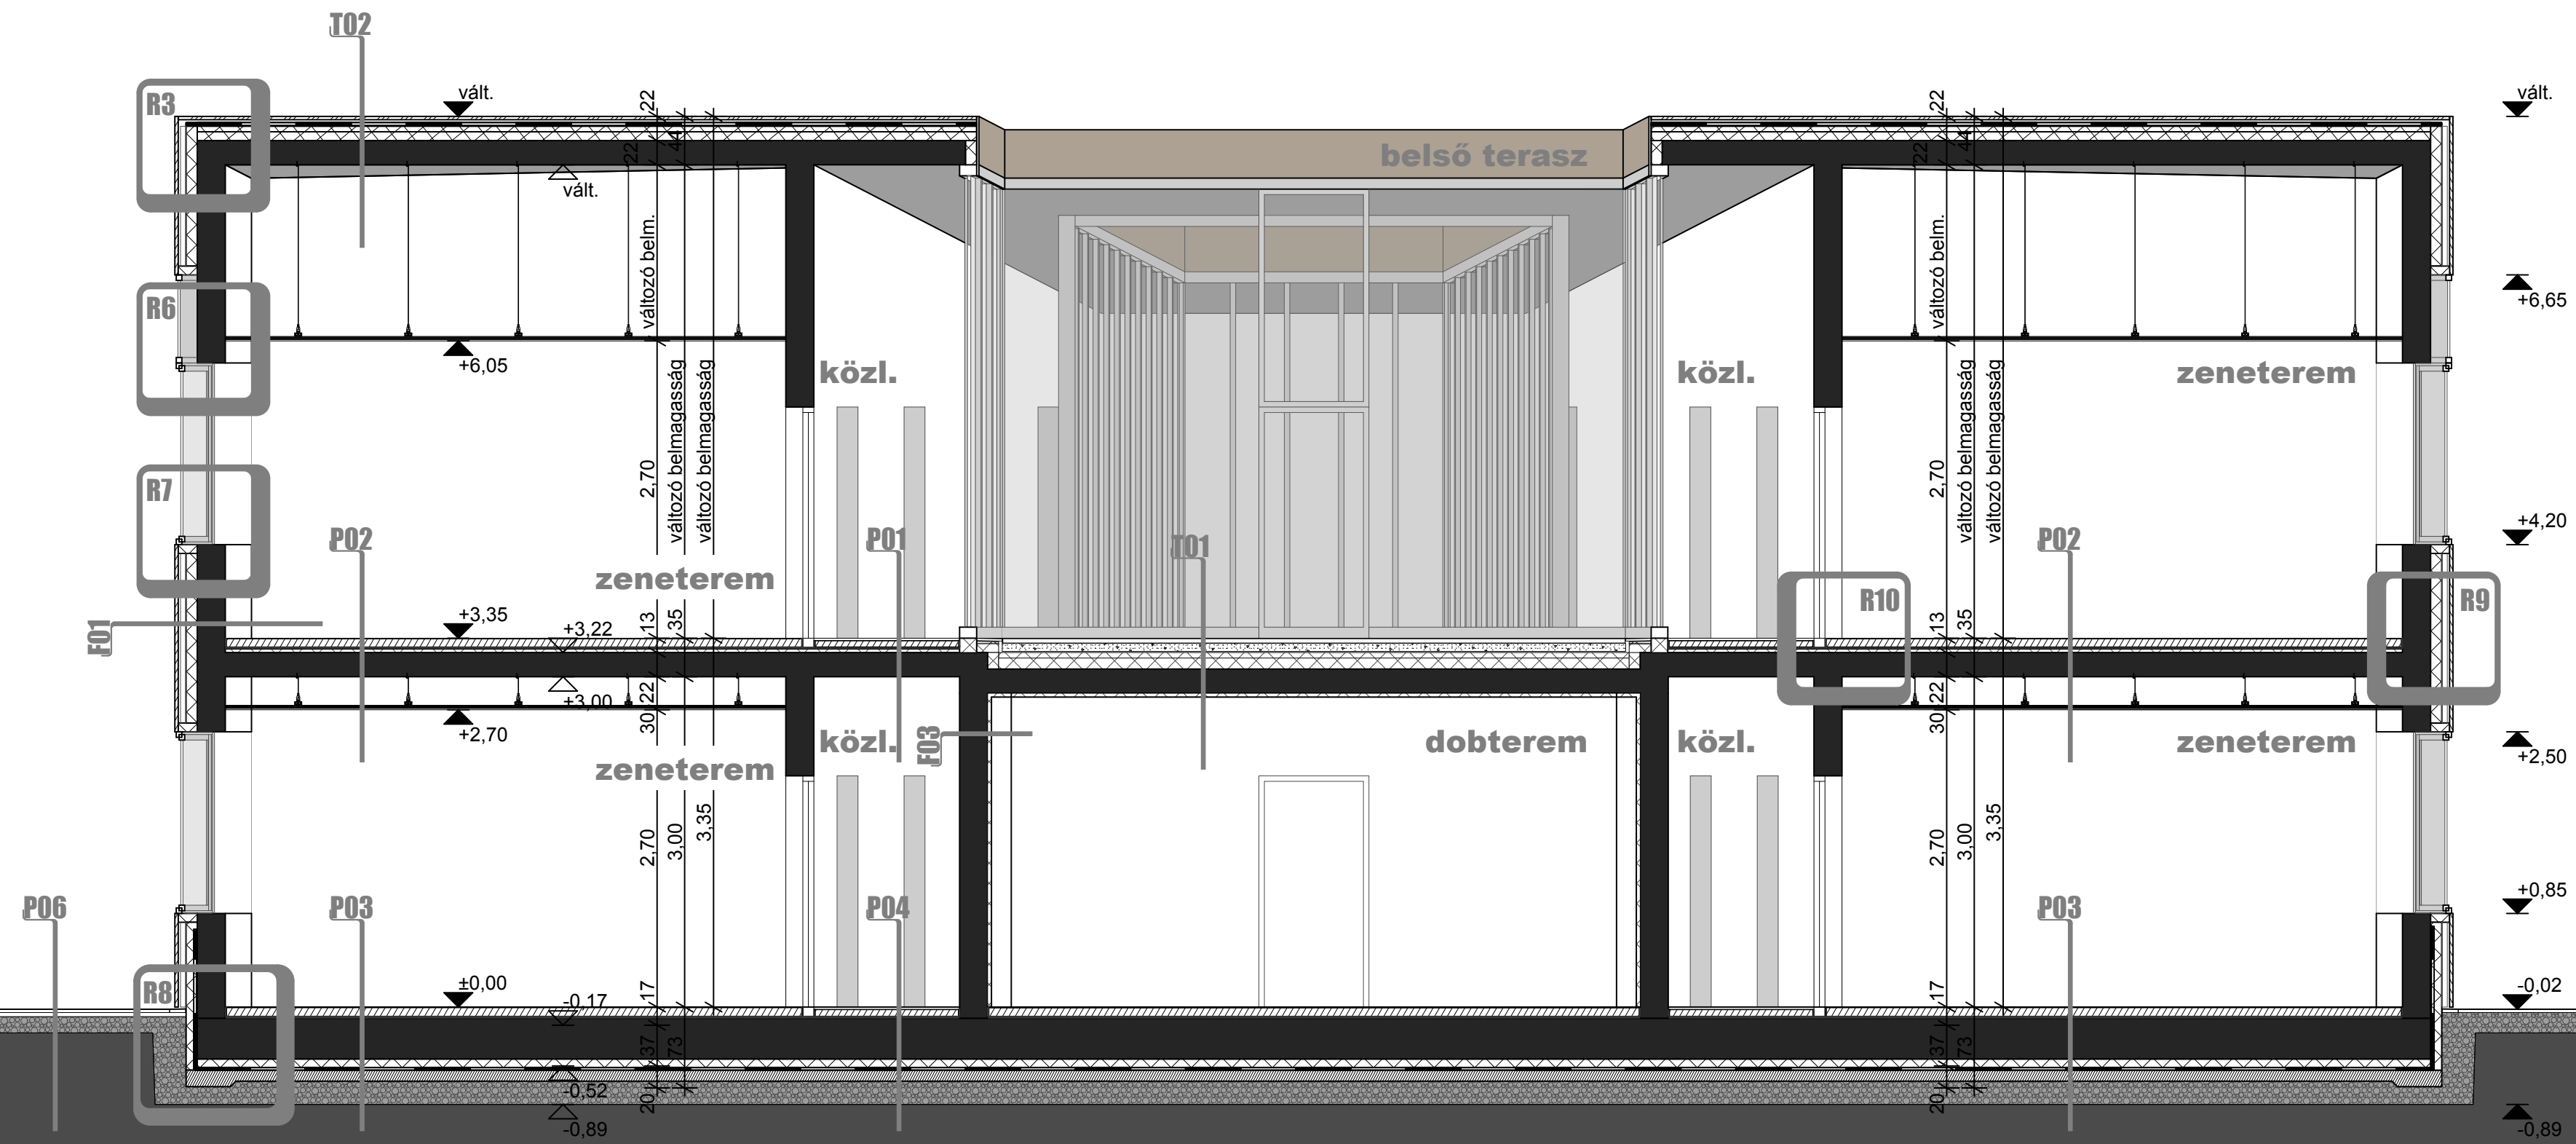 T02
R3
vált.
22
22
vált.
44
44
belső terasz
22
22
vált.
R6
változó belm.
változó belm.
+6,65
+6,05
közl.
közl.
zeneterem
változó belmagasság
változó belmagasság
változó belmagasság
változó belmagasság
R7
2,70
2,70
P02
P01
T01
P02
+4,20
zeneterem
R10
R9
F01
+3,35
+3,22
13
35
13
35
+3,00
22
22
30
30
+2,70
közl.
F03
dobterem
közl.
zeneterem
+2,50
zeneterem
2,70
3,00
3,35
2,70
3,00
3,35
P06
P03
P04
P03
+0,85
R8
±0,00
-0,17
17
17
-0,02
37
73
37
73
-0,52
20
20
-0,89
-0,89